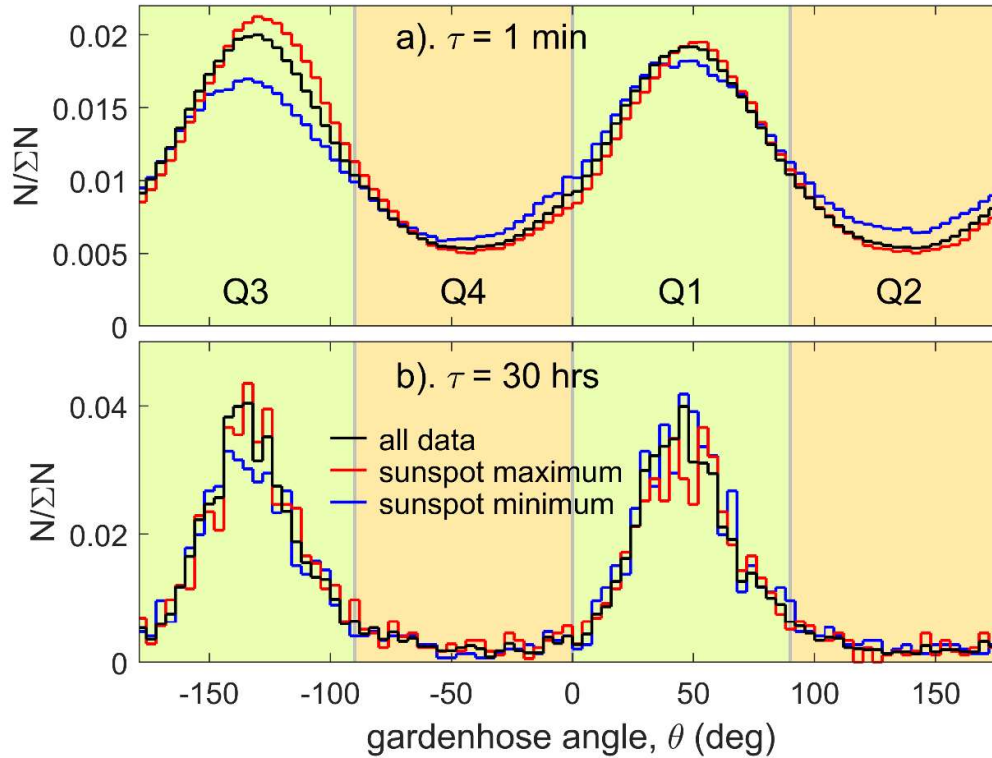 a). τ = 1 min
N/ΣN
0.02
0.015
0.01
0.005
0
Q3
Q4
Q1
Q2
b). τ = 30 hrs
N/ΣN
0.04
0.02
0
all data
sunspot maximum
sunspot minimum
-150
-100
-50
0
50
100
150
gardenhose angle, θ (deg)